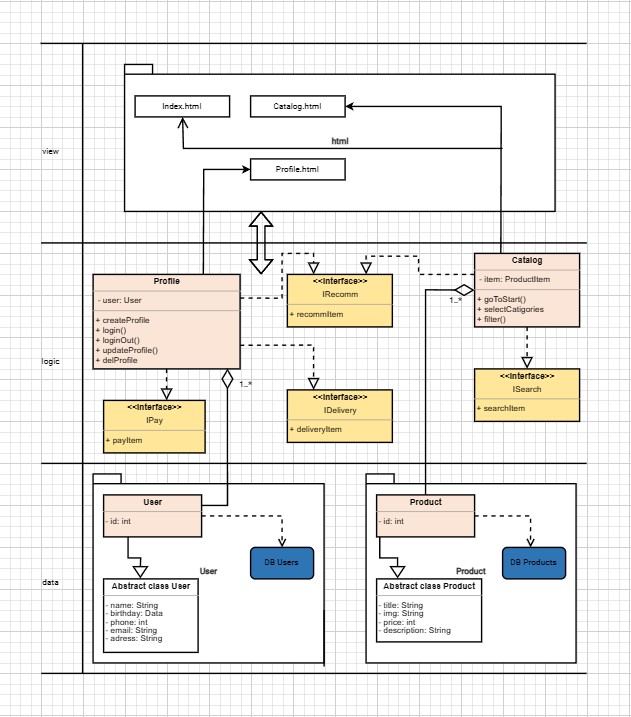 view
Index.html
Catalog.html
html
Profile.html
logic
Profile
- user: User
+ createProfile
+ login()
+ loginOut()
+ updateProfile()
+ delProfile
<<Interface>>
IRecomm
+ recommItem
Catalog
- item: ProductItem
+ goToStart()
+ selectCatigories
+ filter()
1..*
1..*
<<Interface>>
IPay
+ payItem
<<Interface>>
IDelivery
+ deliveryItem
<<Interface>>
ISearch
+ searchItem
data
User
- id: int
DB Users
User
Abstract class User
- name: String
- birthday: Data
- phone: int
- email: String
- adress: String
Product
- id: int
DB Products
Product
Abstract class Product
- title: String
- img: String
- price: int
- description: String